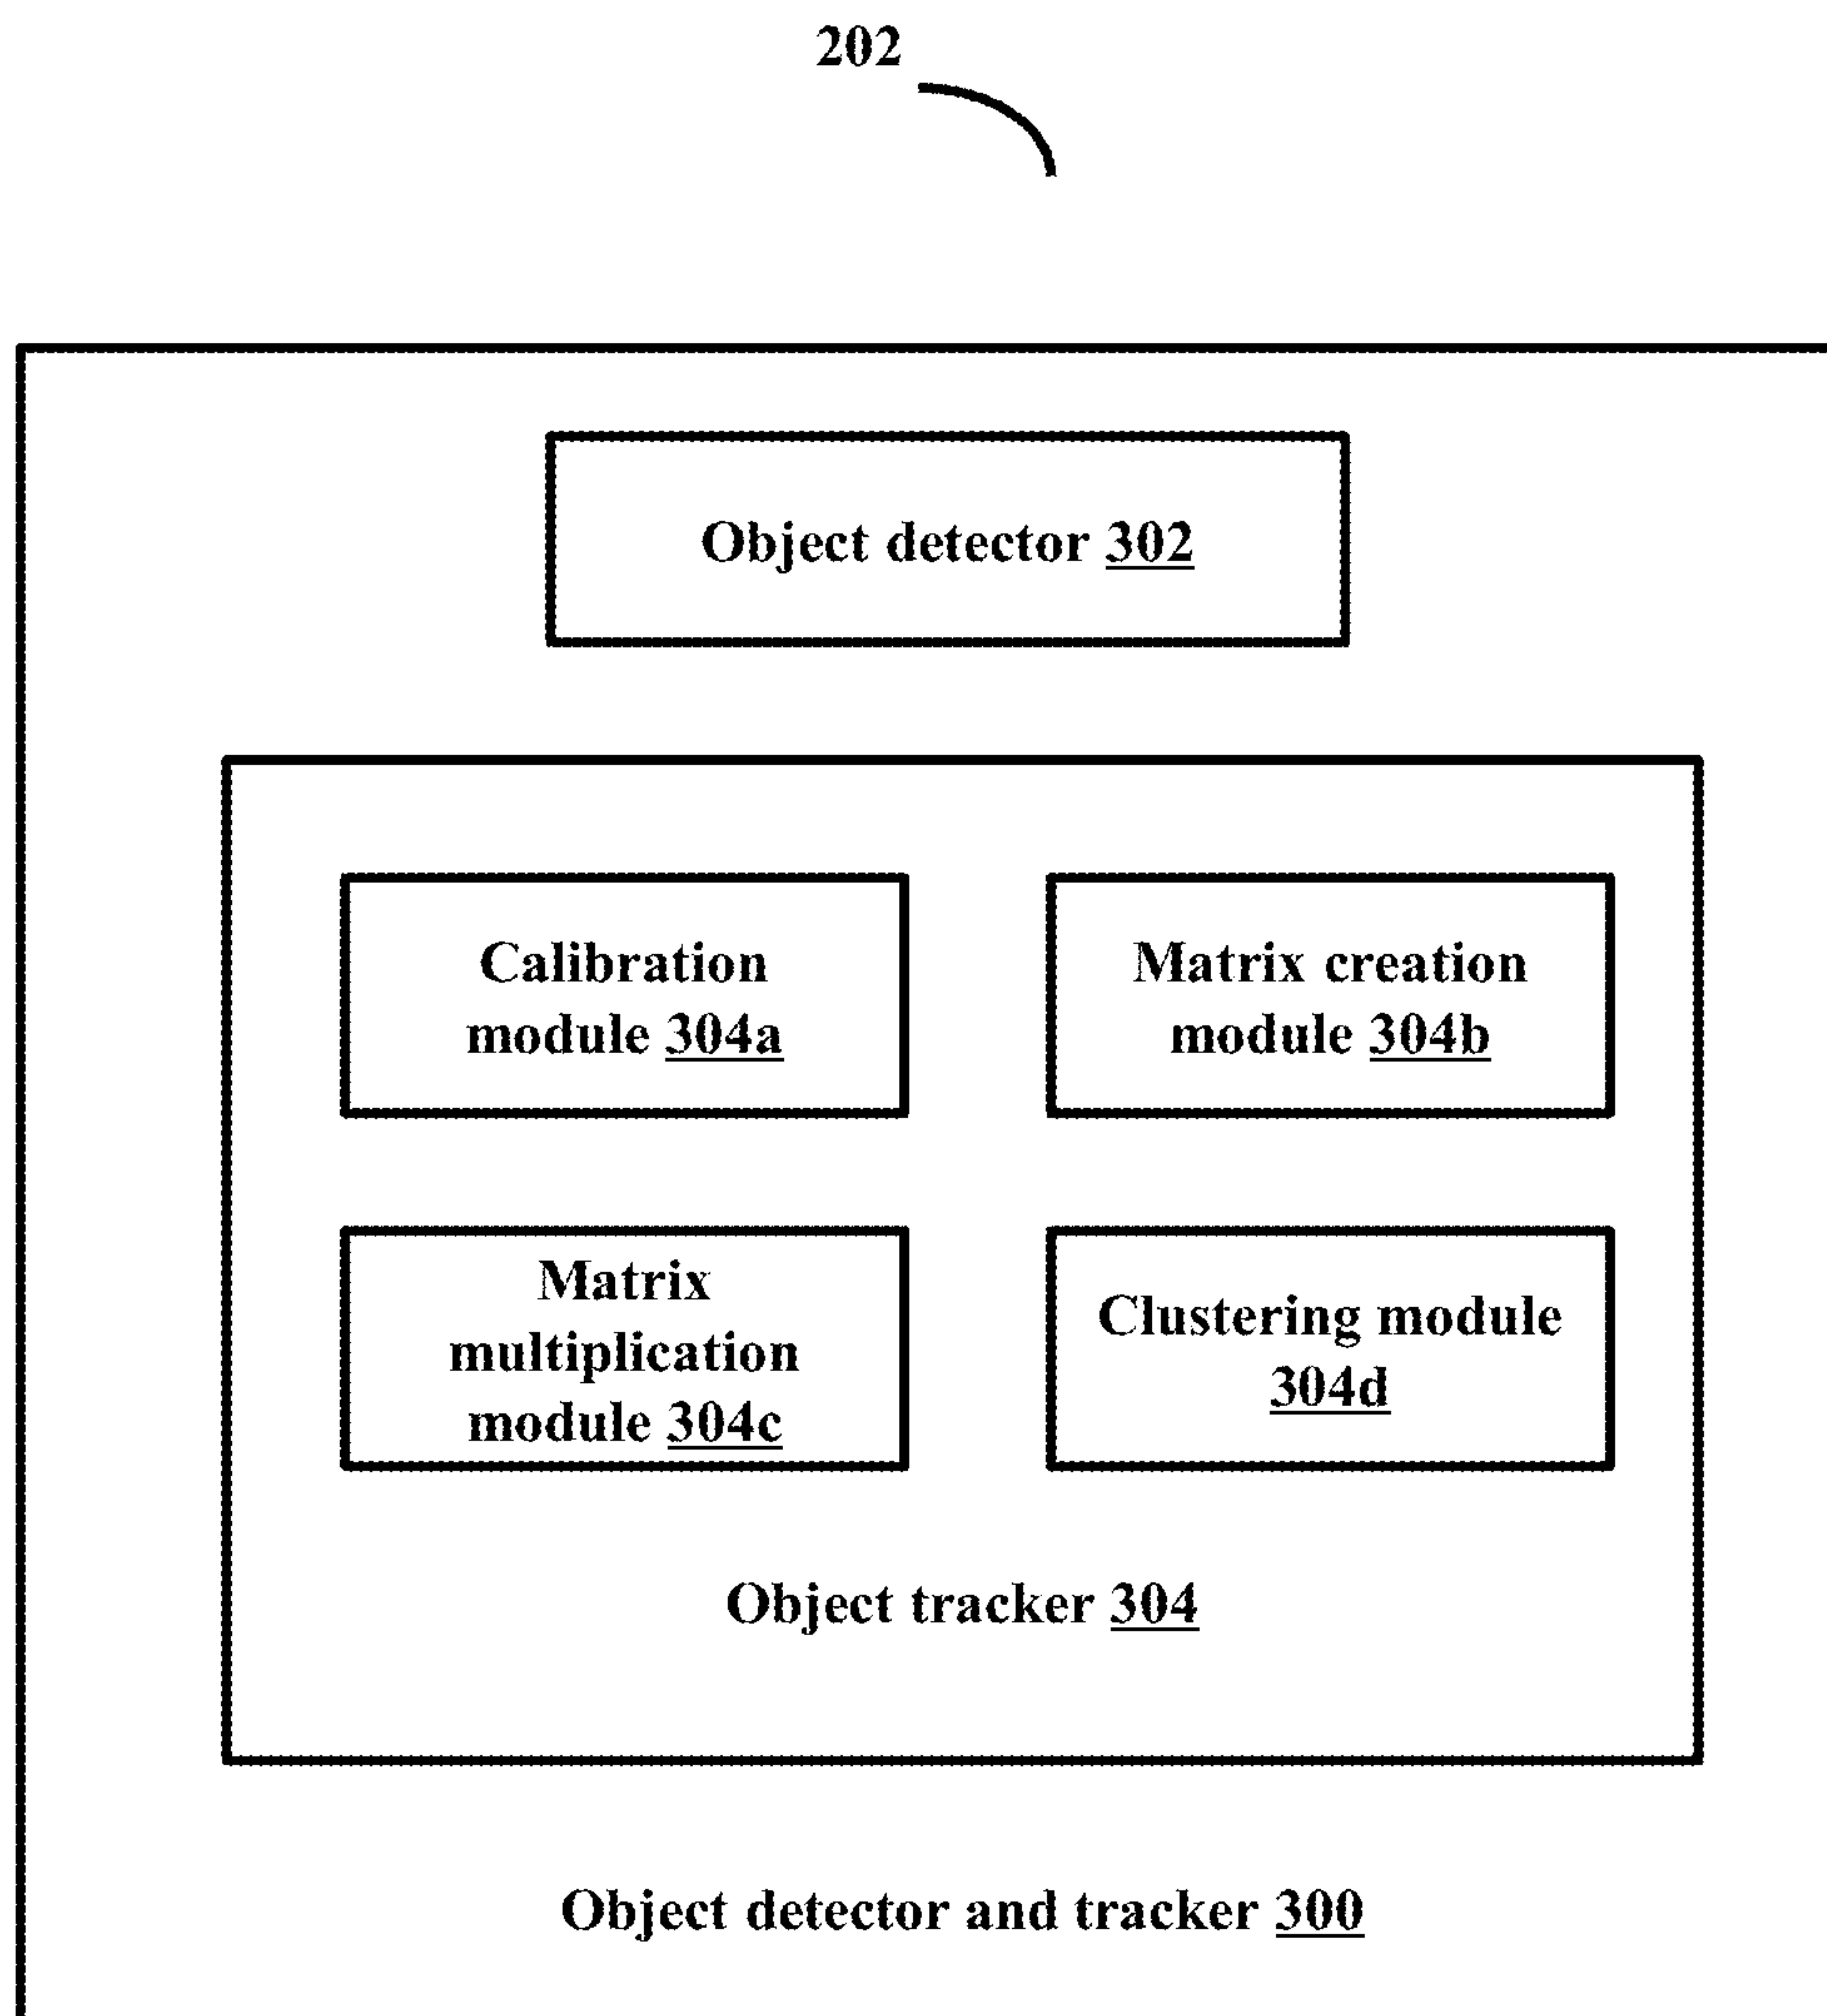 202
Object detector 302
Calibration
module 304a
Matrix creation
module 304b
Matrix
multiplication
module 304c
Clustering module
304d
Object tracker 304
Object detector and tracker 300